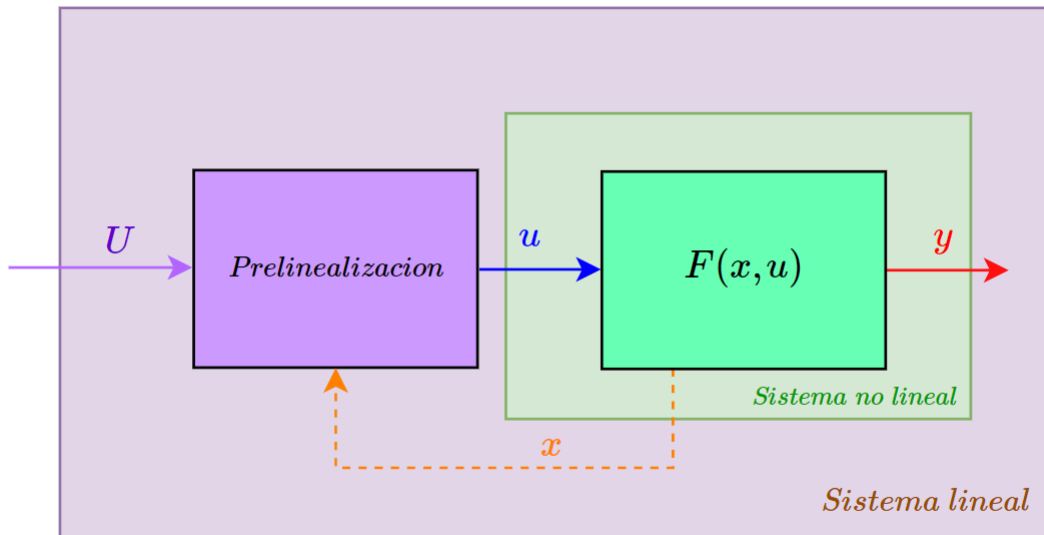 U
Prelinealizacion
u
F(x, u)
y
Sistema no lineal
x
Sistema lineal